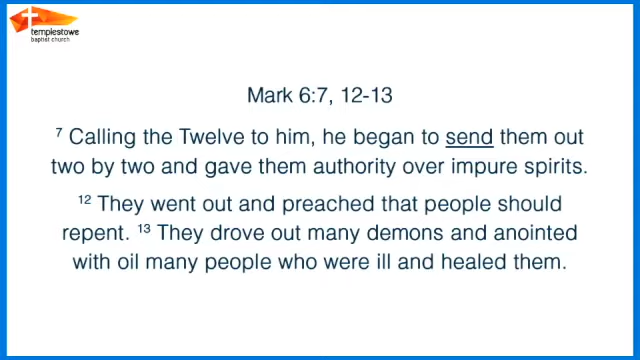 templestowe
baptist church
Mark 6:7, 12-13
⁷ Calling the Twelve to him, he began to send them out
two by two and gave them authority over impure spirits.
¹² They went out and preached that people should
repent. ¹³ They drove out many demons and anointed
with oil many people who were ill and healed them.